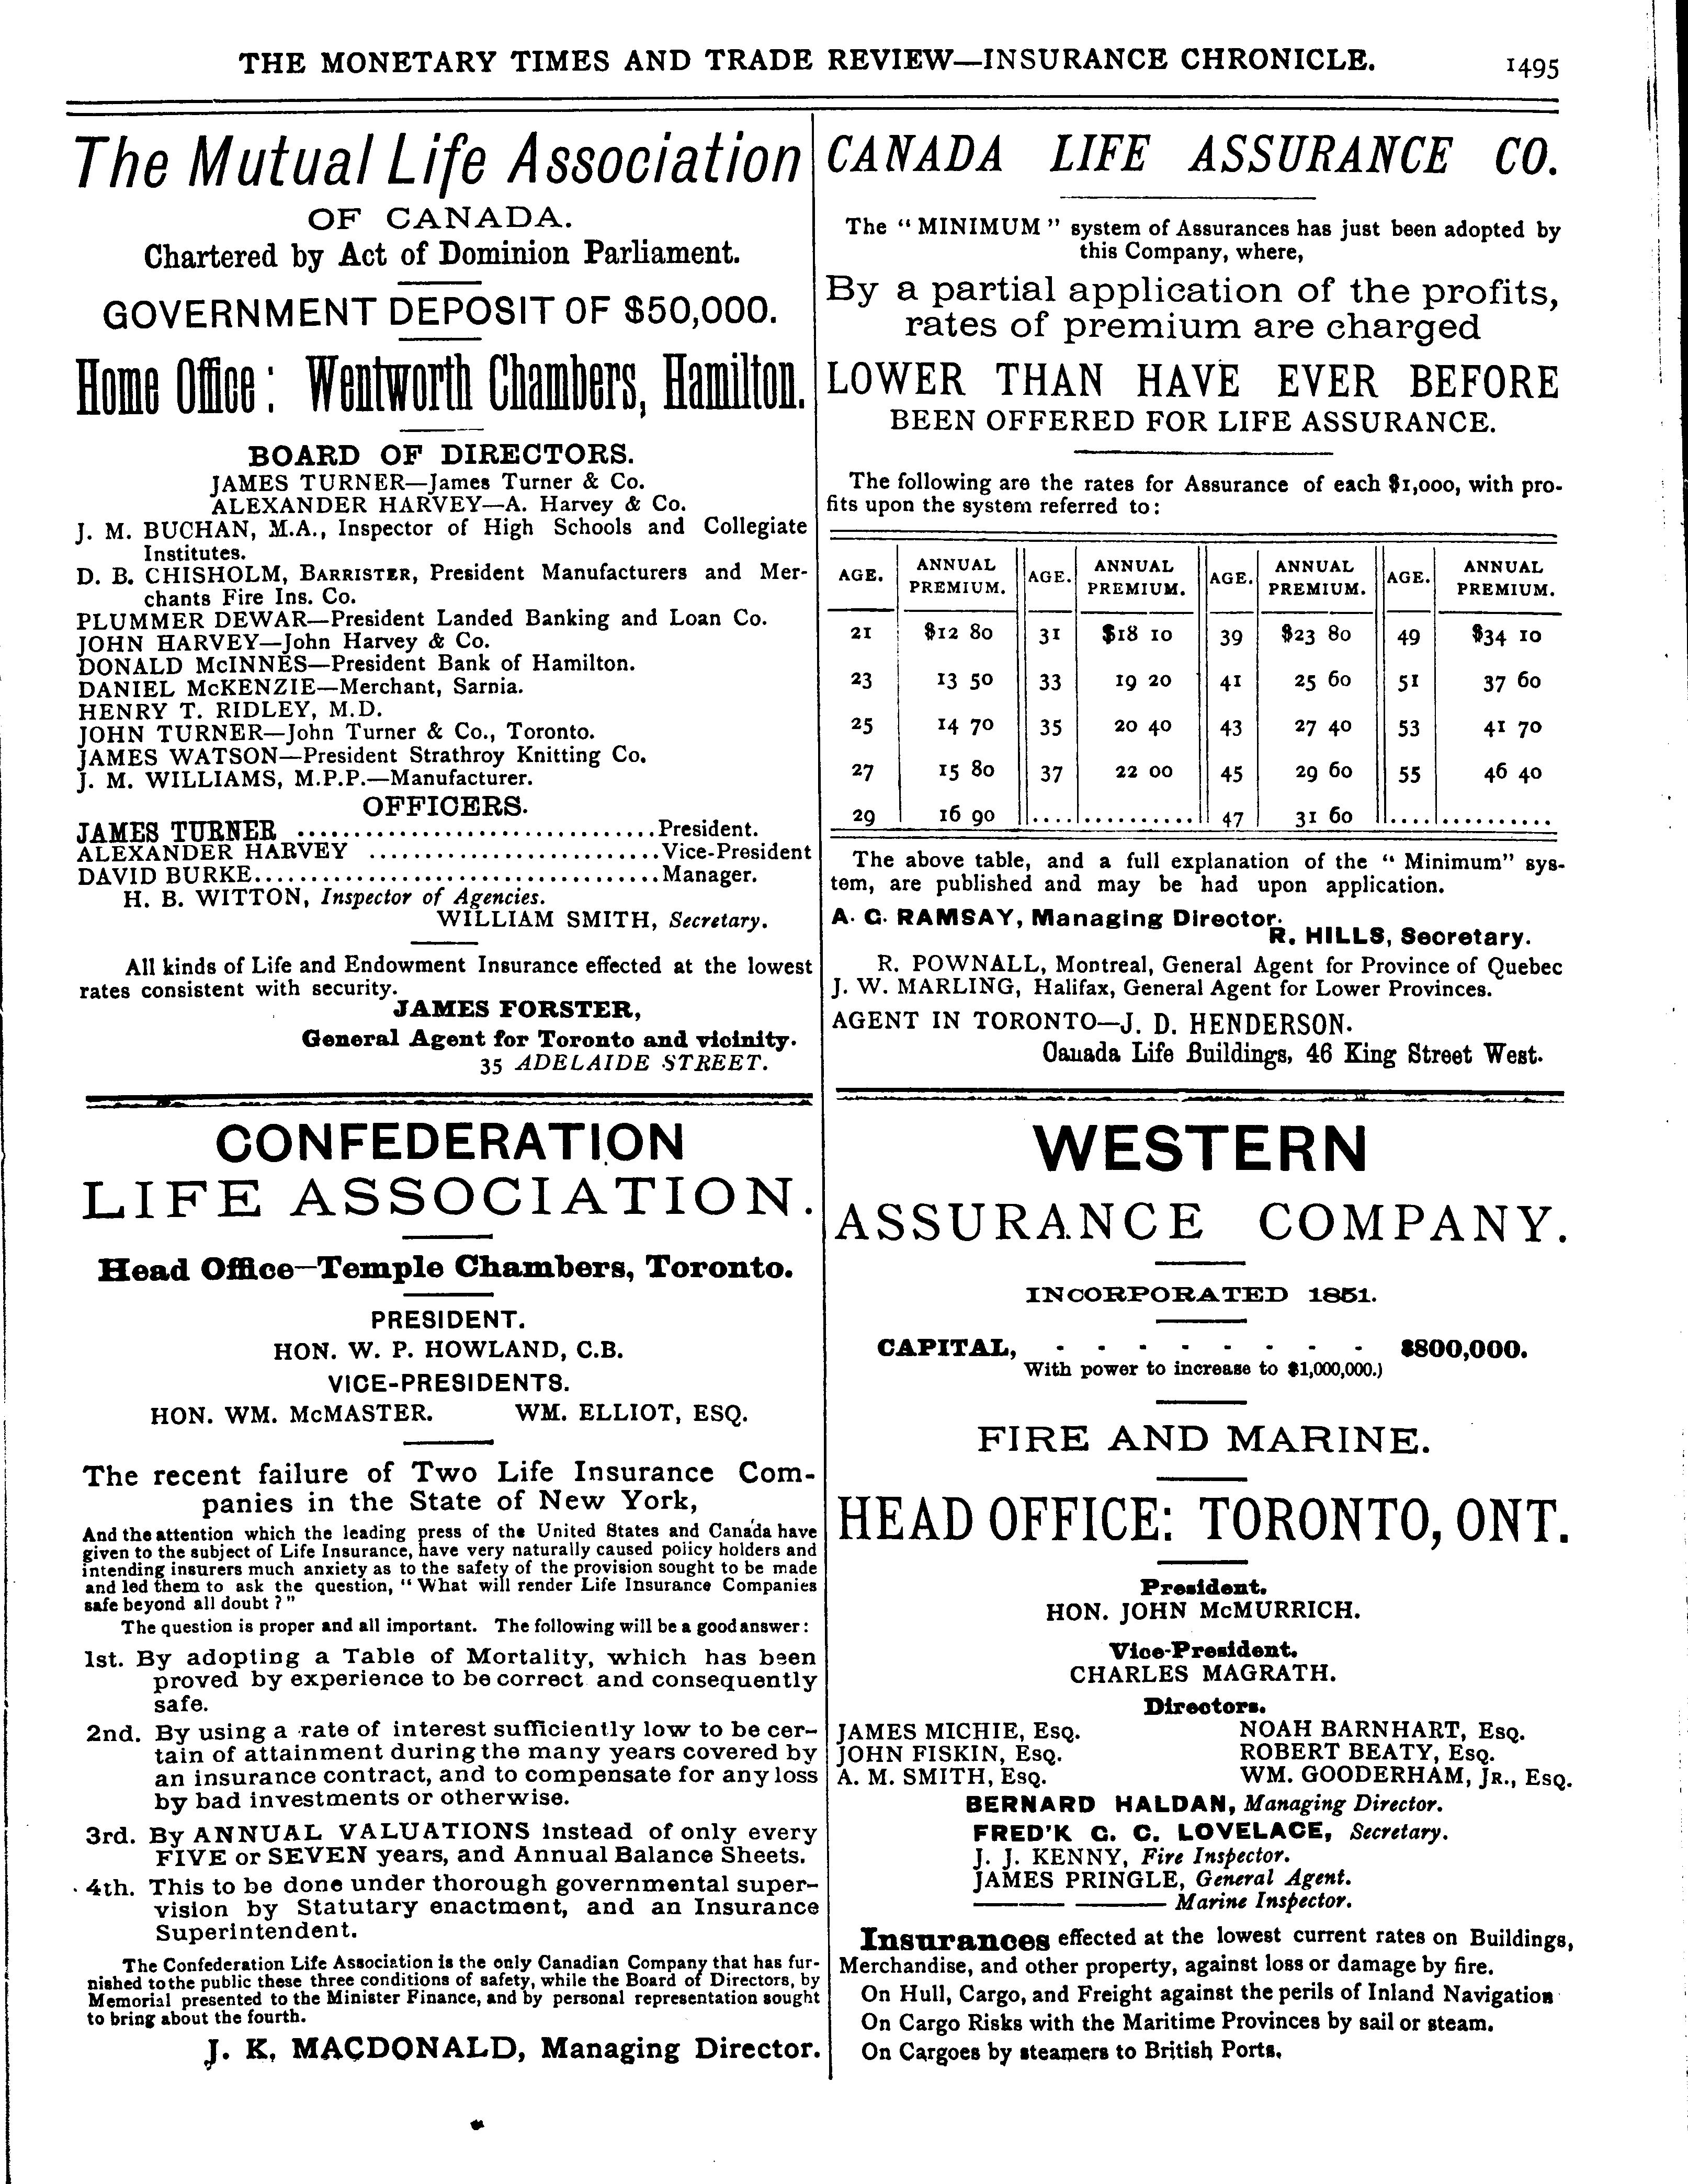 THE MONETARY TIMES AND TRADE REVIEW—INSURANCE CHRONICLE. 1495
The Mutual Life Association
OF CANADA.
Chartered by Act of Dominion Parliament.
GOVERNMENT DEPOSIT OF $50,000.
Home Office: Wentworth Chambers, Hamilton.
BOARD OF DIRECTORS.
JAMES TURNER—James Turner & Co.
ALEXANDER HARVEY—A. Harvey & Co.
J. M. BUCHAN, M.A., Inspector of High Schools and Collegiate
Institutes.
D. B. CHISHOLM, BARRISTER, President Manufacturers and Mer-
chants Fire Ins. Co.
PLUMMER DEWAR—President Landed Banking and Loan Co.
JOHN HARVEY—John Harvey & Co.
DONALD McINNES—President Bank of Hamilton.
DANIEL McKENZIE—Merchant, Sarnia.
HENRY T. RIDLEY, M.D.
JOHN TURNER—John Turner & Co., Toronto.
JAMES WATSON—President Strathroy Knitting Co.
J. M. WILLIAMS, M.P.P.—Manufacturer.
OFFICERS.
JAMES TURNER ................................President.
ALEXANDER HARVEY ..........................Vice-President
DAVID BURKE....................................Manager.
H. B. WITTON, Inspector of Agencies.
WILLIAM SMITH, Secretary.
All kinds of Life and Endowment Insurance effected at the lowest
rates consistent with security.
JAMES FORSTER,
General Agent for Toronto and vicinity.
35 ADELAIDE STREET.
CANADA LIFE ASSURANCE CO.
The “ MINIMUM ” system of Assurances has just been adopted by
this Company, where,
By a partial application of the profits,
rates of premium are charged
LOWER THAN HAVE EVER BEFORE
BEEN OFFERED FOR LIFE ASSURANCE.
The following are the rates for Assurance of each $1,000, with pro-
fits upon the system referred to:
AGE. ANNUAL PREMIUM. AGE. ANNUAL PREMIUM. AGE. ANNUAL PREMIUM. AGE. ANNUAL PREMIUM.
21 $12 80 31 $18 10 39 $23 80 49 $34 10
23 13 50 33 19 20 41 25 60 51 37 60
25 14 70 35 20 40 43 27 40 53 41 70
27 15 80 37 22 00 45 29 60 55 46 40
29 16 90 .... .......... 47 31 60 .... ..........
The above table, and a full explanation of the “ Minimum” sys-
tem, are published and may be had upon application.
A. G. RAMSAY, Managing Director.
R. HILLS, Secretary.
R. POWNALL, Montreal, General Agent for Province of Quebec
J. W. MARLING, Halifax, General Agent for Lower Provinces.
AGENT IN TORONTO—J. D. HENDERSON.
Canada Life Buildings, 46 King Street West.
CONFEDERATION
LIFE ASSOCIATION.
Head Office—Temple Chambers, Toronto.
PRESIDENT.
HON. W. P. HOWLAND, C.B.
VICE-PRESIDENTS.
HON. WM. McMASTER. WM. ELLIOT, ESQ.
The recent failure of Two Life Insurance Com-
panies in the State of New York,
And the attention which the leading press of the United States and Canada have
given to the subject of Life Insurance, have very naturally caused policy holders and
intending insurers much anxiety as to the safety of the provision sought to be made
and led them to ask the question, “ What will render Life Insurance Companies
safe beyond all doubt ? ”
The question is proper and all important. The following will be a good answer:
1st. By adopting a Table of Mortality, which has been
proved by experience to be correct and consequently
safe.
2nd. By using a rate of interest sufficiently low to be cer-
tain of attainment during the many years covered by
an insurance contract, and to compensate for any loss
by bad investments or otherwise.
3rd. By ANNUAL VALUATIONS instead of only every
FIVE or SEVEN years, and Annual Balance Sheets.
4th. This to be done under thorough governmental super-
vision by Statutary enactment, and an Insurance
Superintendent.
The Confederation Life Association is the only Canadian Company that has fur-
nished to the public these three conditions of safety, while the Board of Directors, by
Memorial presented to the Minister Finance, and by personal representation sought
to bring about the fourth.
J. K. MACDONALD, Managing Director.
WESTERN
ASSURANCE COMPANY.
INCORPORATED 1851.
CAPITAL, - - - - - - - - $800,000.
With power to increase to $1,000,000.)
FIRE AND MARINE.
HEAD OFFICE: TORONTO, ONT.
President.
HON. JOHN McMURRICH.
Vice-President.
CHARLES MAGRATH.
Directors.
JAMES MICHIE, Esq. NOAH BARNHART, Esq.
JOHN FISKIN, Esq. ROBERT BEATY, Esq.
A. M. SMITH, Esq. WM. GOODERHAM, Jr., Esq.
BERNARD HALDAN, Managing Director.
FRED'K G. C. LOVELACE, Secretary.
J. J. KENNY, Fire Inspector.
JAMES PRINGLE, General Agent.
——— ——— Marine Inspector.
Insurances effected at the lowest current rates on Buildings,
Merchandise, and other property, against loss or damage by fire.
On Hull, Cargo, and Freight against the perils of Inland Navigation
On Cargo Risks with the Maritime Provinces by sail or steam.
On Cargoes by steamers to British Ports.